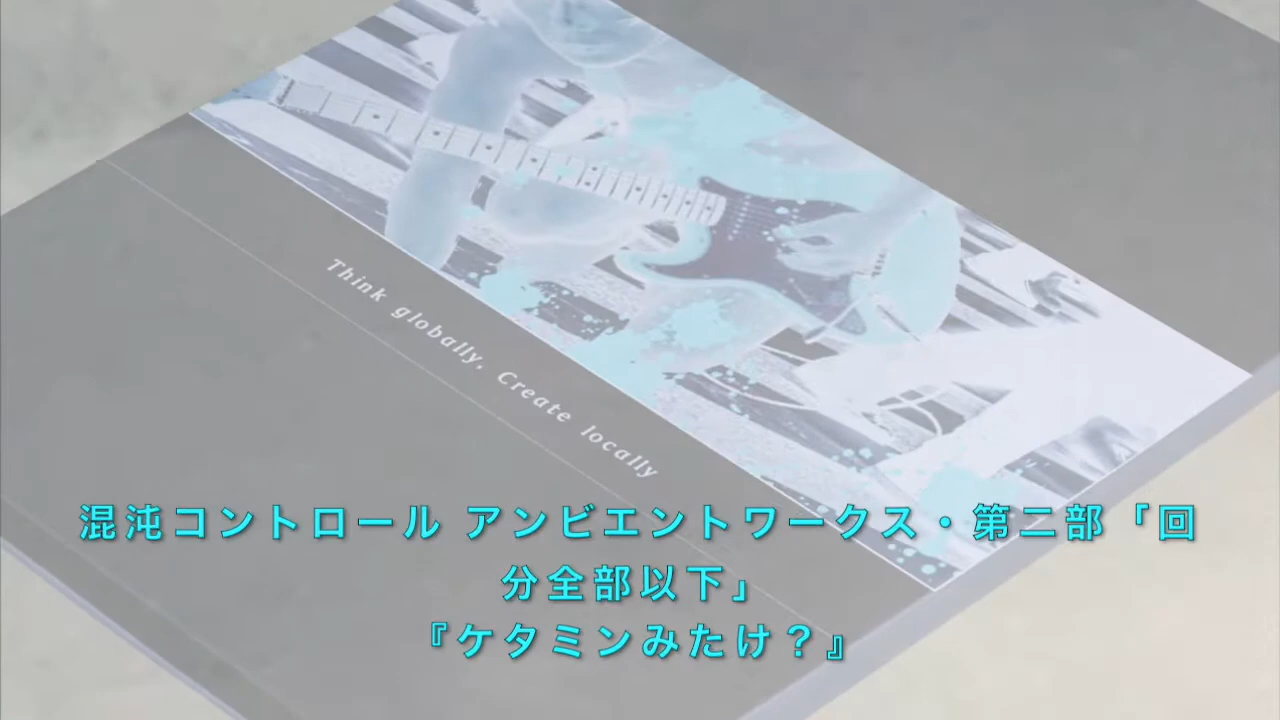 Think globally, Create locally
混沌コントロール アンビエントワークス・第二部「回
分全部以下」
『ケタミンみたけ？』